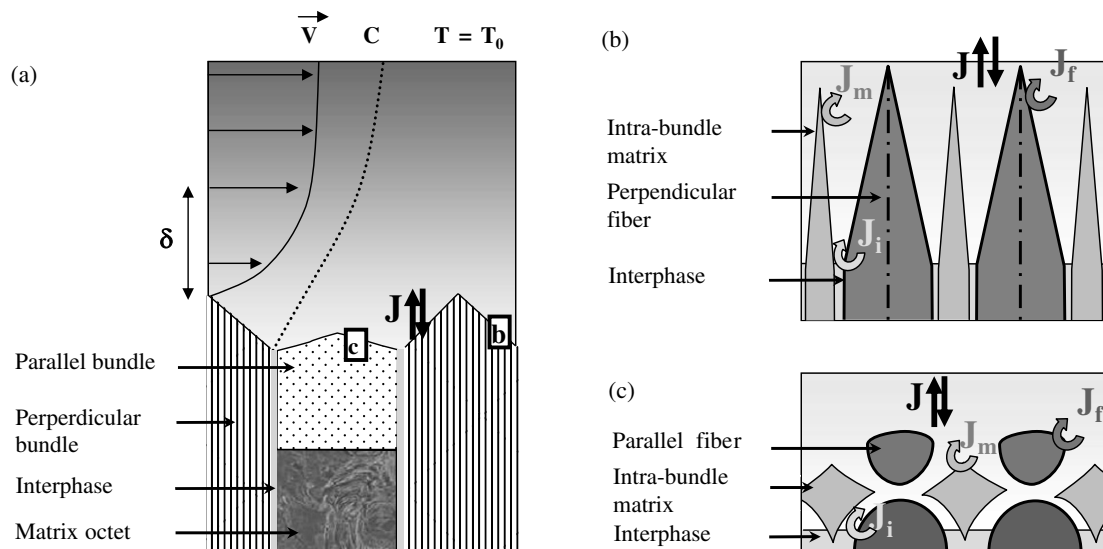 (a)
V C T = T0
δ
J
c
b
Parallel bundle
Perperdicular
bundle
Interphase
Matrix octet
(b)
J
Jm
Jf
Intra-bundle
matrix
Perpendicular
fiber
Ji
Interphase
(c)
J
Jf
Parallel fiber
Jm
Intra-bundle
matrix
Ji
Interphase